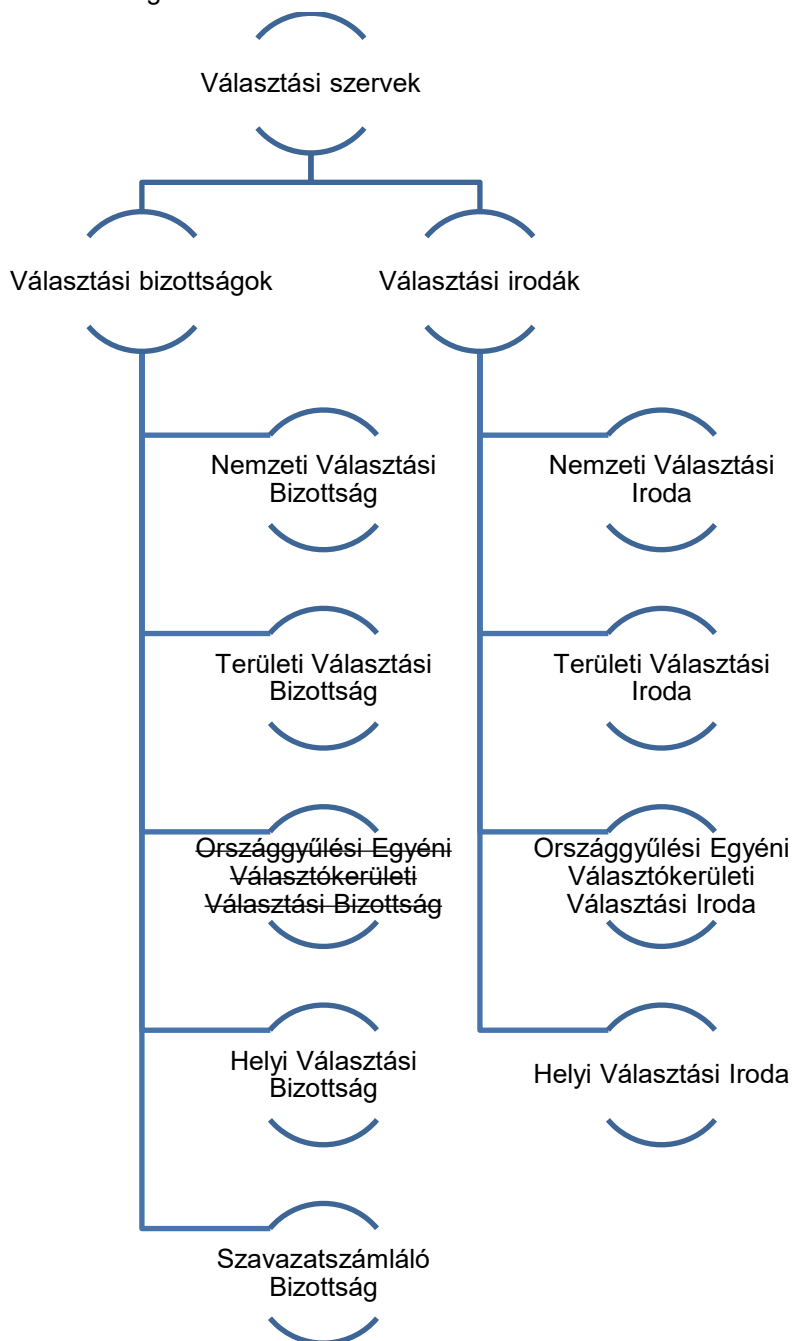 Választási szervek
Választási bizottságok
Választási irodák
Nemzeti Választási
Bizottság
Nemzeti Választási
Iroda
Területi Választási
Bizottság
Területi Választási
Iroda
Országgyűlési Egyéni
Választókerületi
Választási Bizottság
Országgyűlési Egyéni
Választókerületi
Választási Iroda
Helyi Választási
Bizottság
Helyi Választási Iroda
Szavazatszámláló
Bizottság